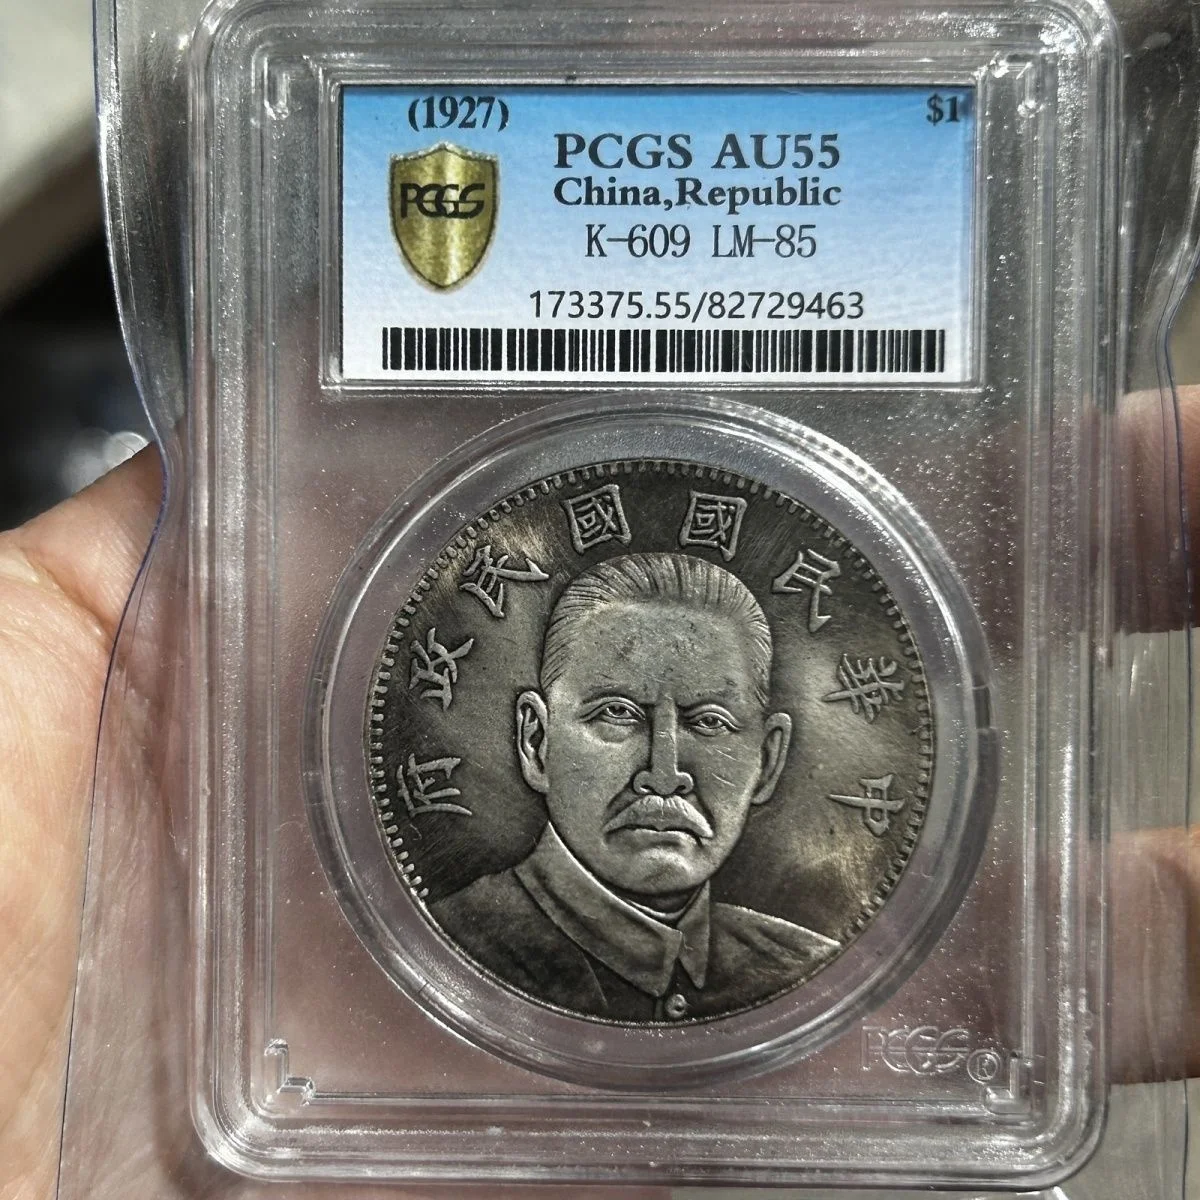 (1927) $1
PCGS AU55
China,Republic
PCGS
K-609 LM-85
173375.55/82729463
中華民國國民政府
PCGS®